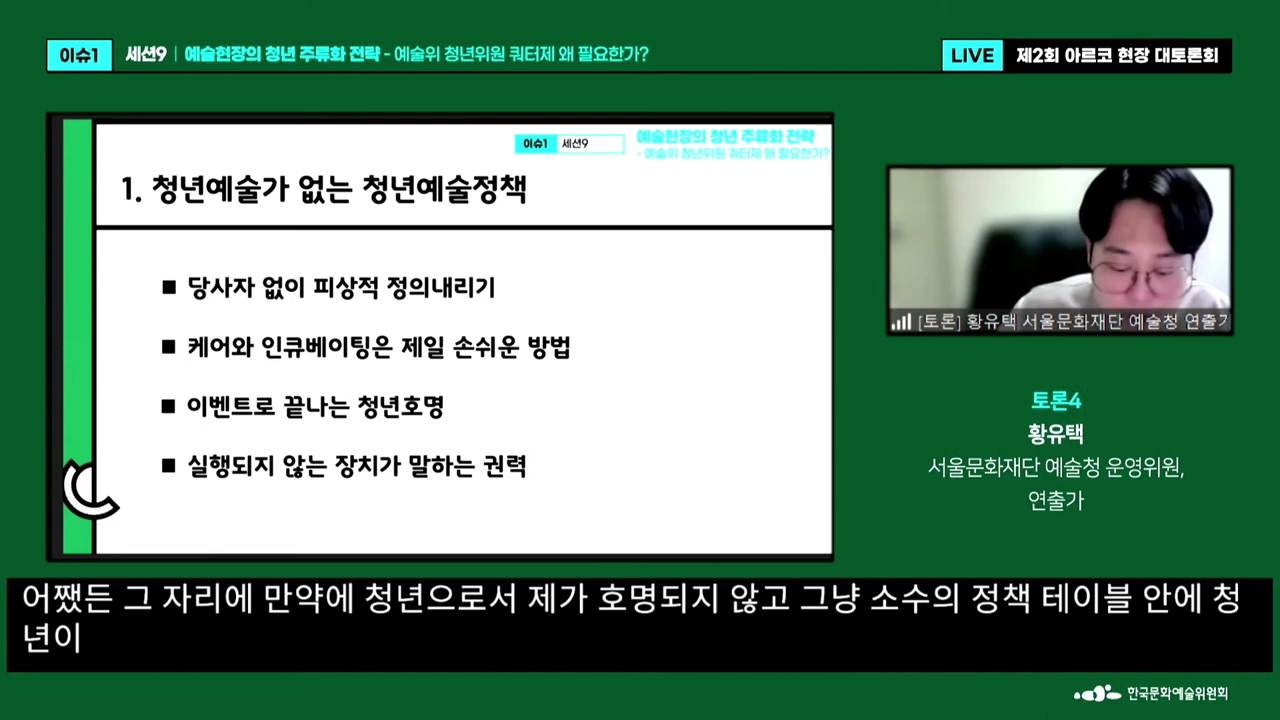 이슈1 세션9 | 예술현장의 청년 주류화 전략 - 예술위 청년위원 쿼터제 왜 필요한가?
LIVE 제2회 아르코 현장 대토론회
이슈1 세션9 예술현장의 청년 주류화 전략
- 예술위 청년위원 쿼터제 왜 필요한가?
1. 청년예술가 없는 청년예술정책
■ 당사자 없이 피상적 정의내리기
■ 케어와 인큐베이팅은 제일 손쉬운 방법
■ 이벤트로 끝나는 청년호명
■ 실행되지 않는 장치가 말하는 권력
[토론] 황유택 서울문화재단 예술청 연출가
토론4
황유택
서울문화재단 예술청 운영위원,
연출가
어쨌든 그 자리에 만약에 청년으로서 제가 호명되지 않고 그냥 소수의 정책 테이블 안에 청
년이
한국문화예술위원회